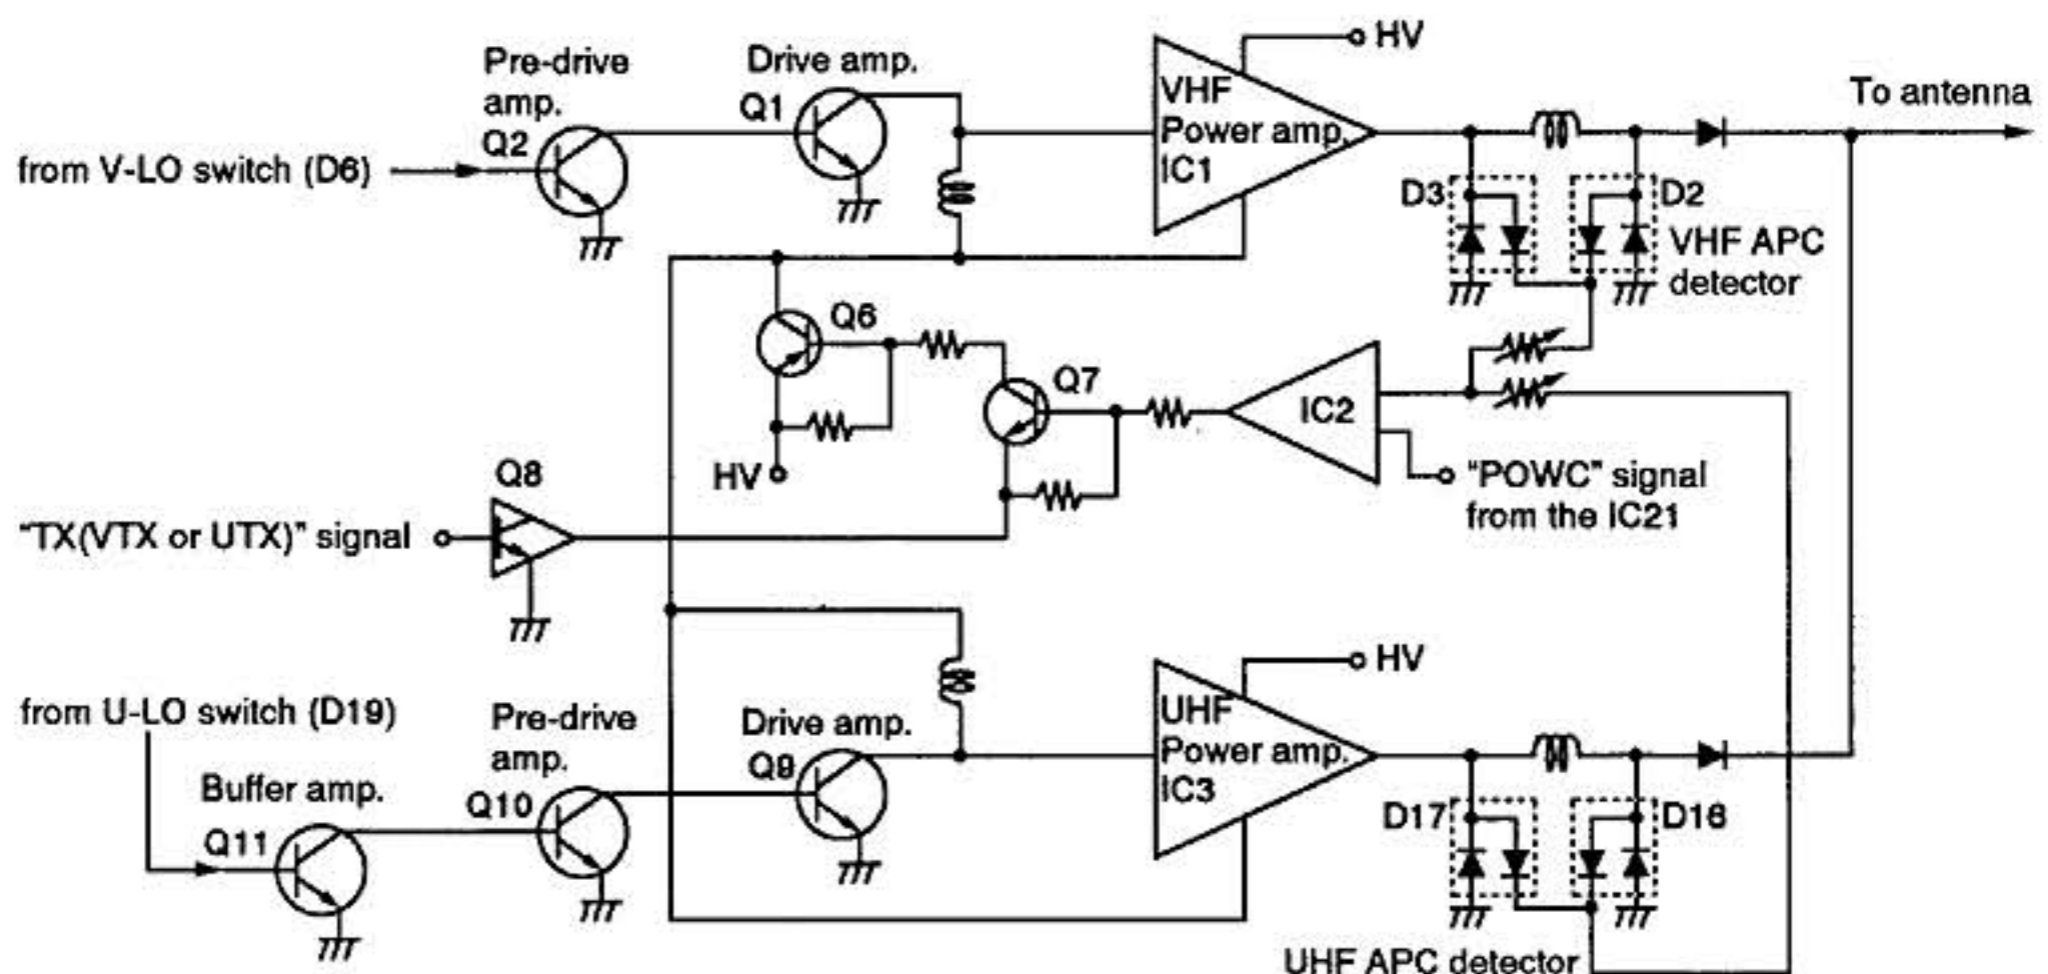 HV
Pre-drive
amp.
Q2
Drive amp.
Q1
VHF
Power amp.
IC1
To antenna
from V-LO switch (D6)
D3
D2
VHF APC
detector
Q6
Q7
IC2
HV
Q8
"POWC" signal
from the IC21
"TX(VTX or UTX)" signal
HV
from U-LO switch (D19)
Pre-drive
amp.
Q10
Drive amp.
Q9
UHF
Power amp.
IC3
Buffer amp.
Q11
D17
D16
UHF APC detector